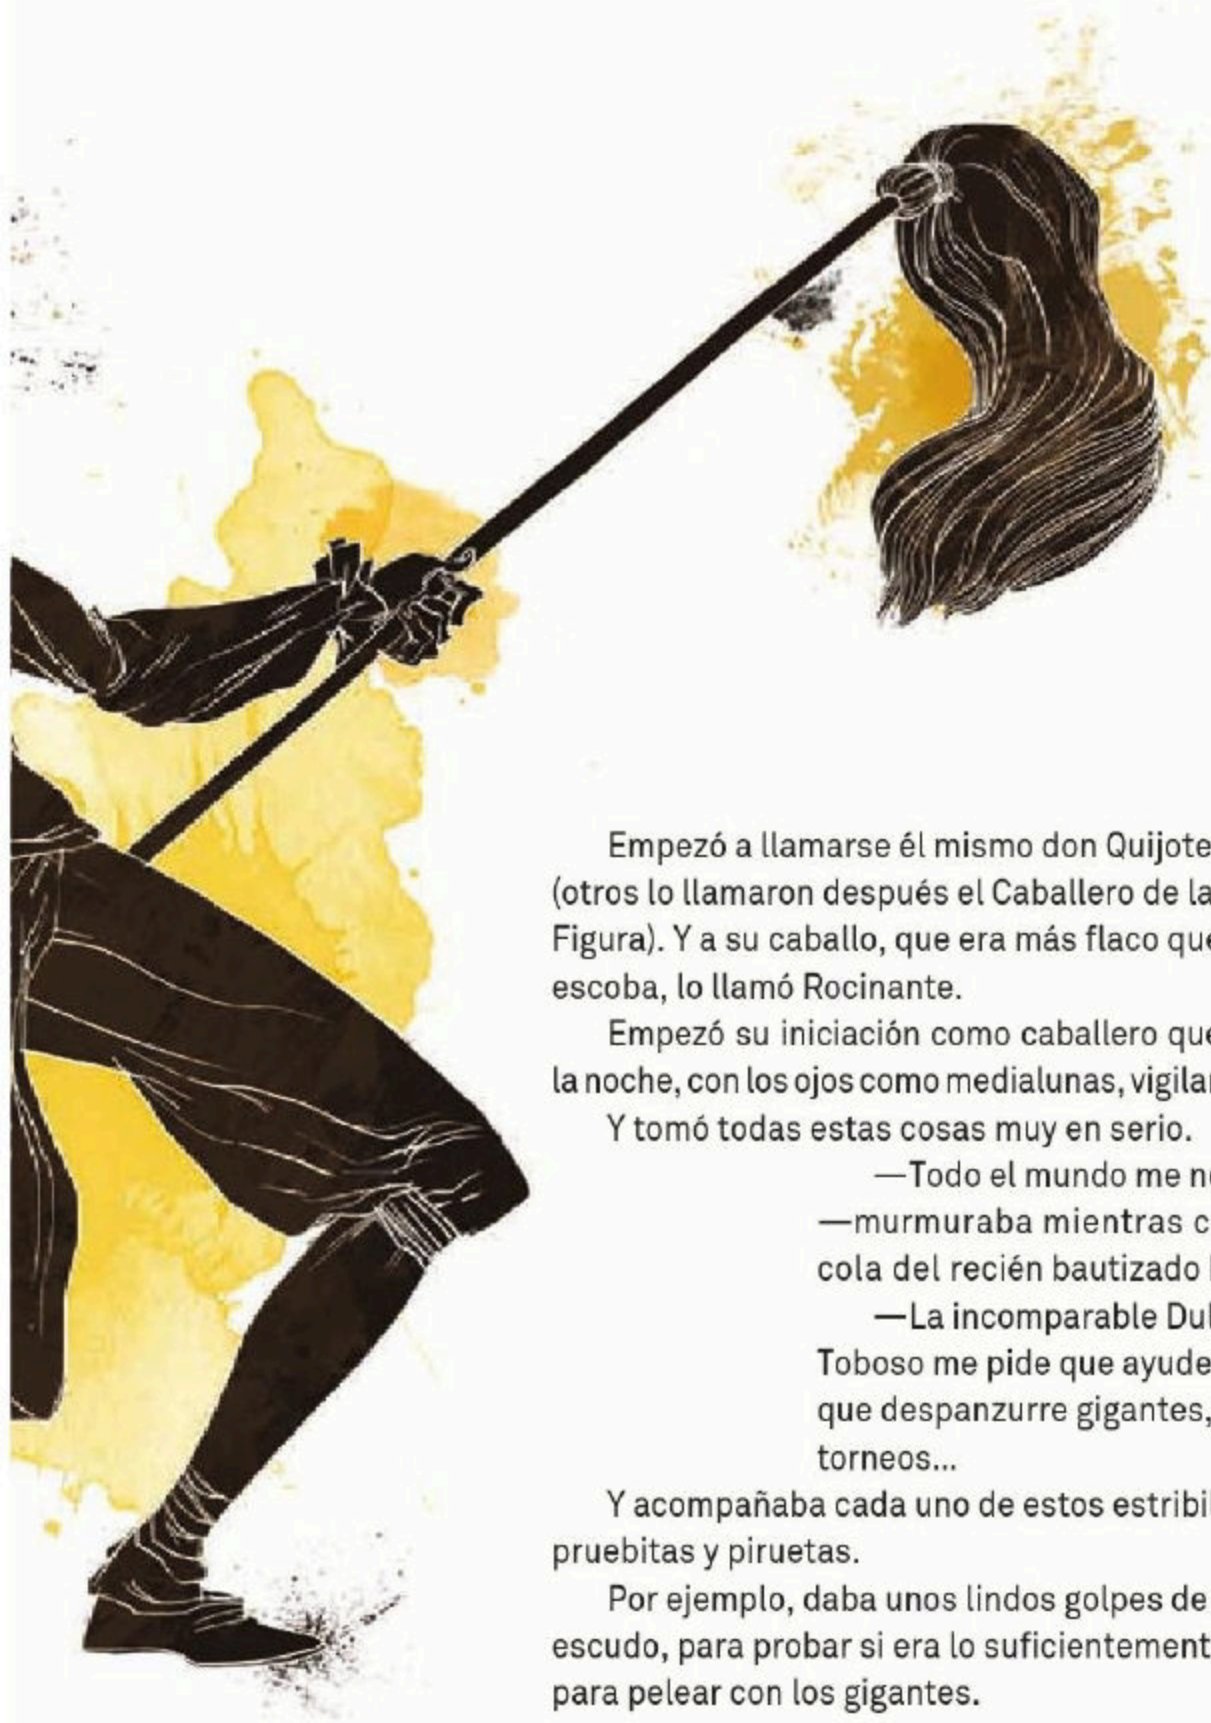 Empezó a llamarse él mismo don Quijote
(otros lo llamaron después el Caballero de la
Figura). Y a su caballo, que era más flaco que
escoba, lo llamó Rocinante.
Empezó su iniciación como caballero que
la noche, con los ojos como medialunas,
Y tomó todas estas cosas muy en serio.
—Todo el mundo me
—murmuraba mientras
cola del recién bautizado
—La incomparable
Toboso me pide que ayude
que despanzurre gigantes,
torneos...
Y acompañaba cada uno de estos
pruebitas y piruetas.
Por ejemplo, daba unos lindos golpes de
escudo, para probar si era lo
para pelear con los gigantes.